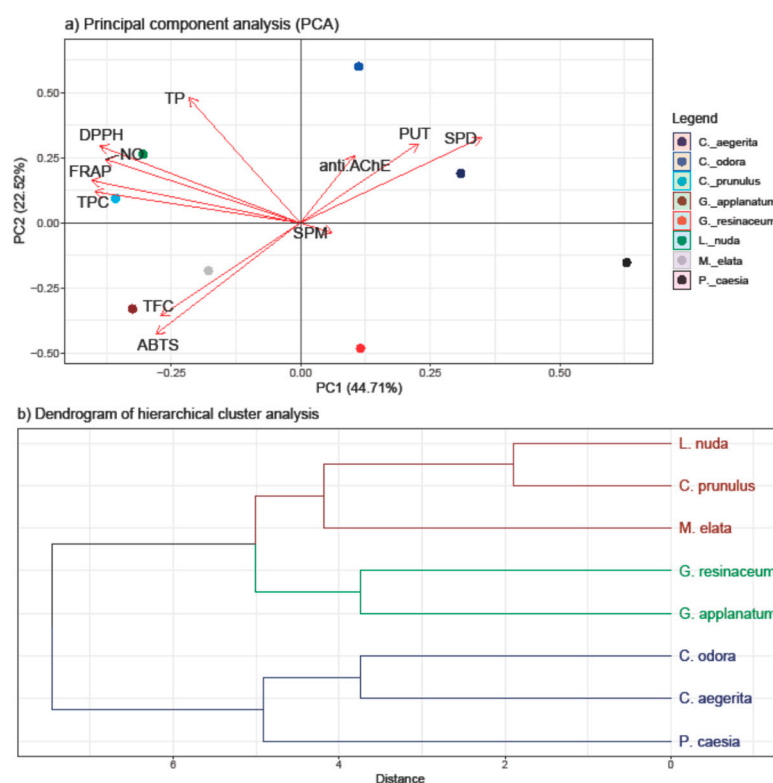 a) Principal component analysis (PCA)
0.50
0.25
0.00
-0.25
-0.50
PC2 (22.52%)
TP
DPPH
NO
FRAP
TPC
anti.AChE
PUT
SPD
SPM
TFC
ABTS
-0.25
0.00
0.25
0.50
PC1 (44.71%)
Legend
C._aegerita
C._odora
C._prunulus
G._applanatum
G._resinaceum
L._nuda
M._elata
P._caesia
b) Dendrogram of hierarchical cluster analysis
L. nuda
C. prunulus
M. elata
G. resinaceum
G. applanatum
C. odora
C. aegerita
P. caesia
6
4
2
0
Distance